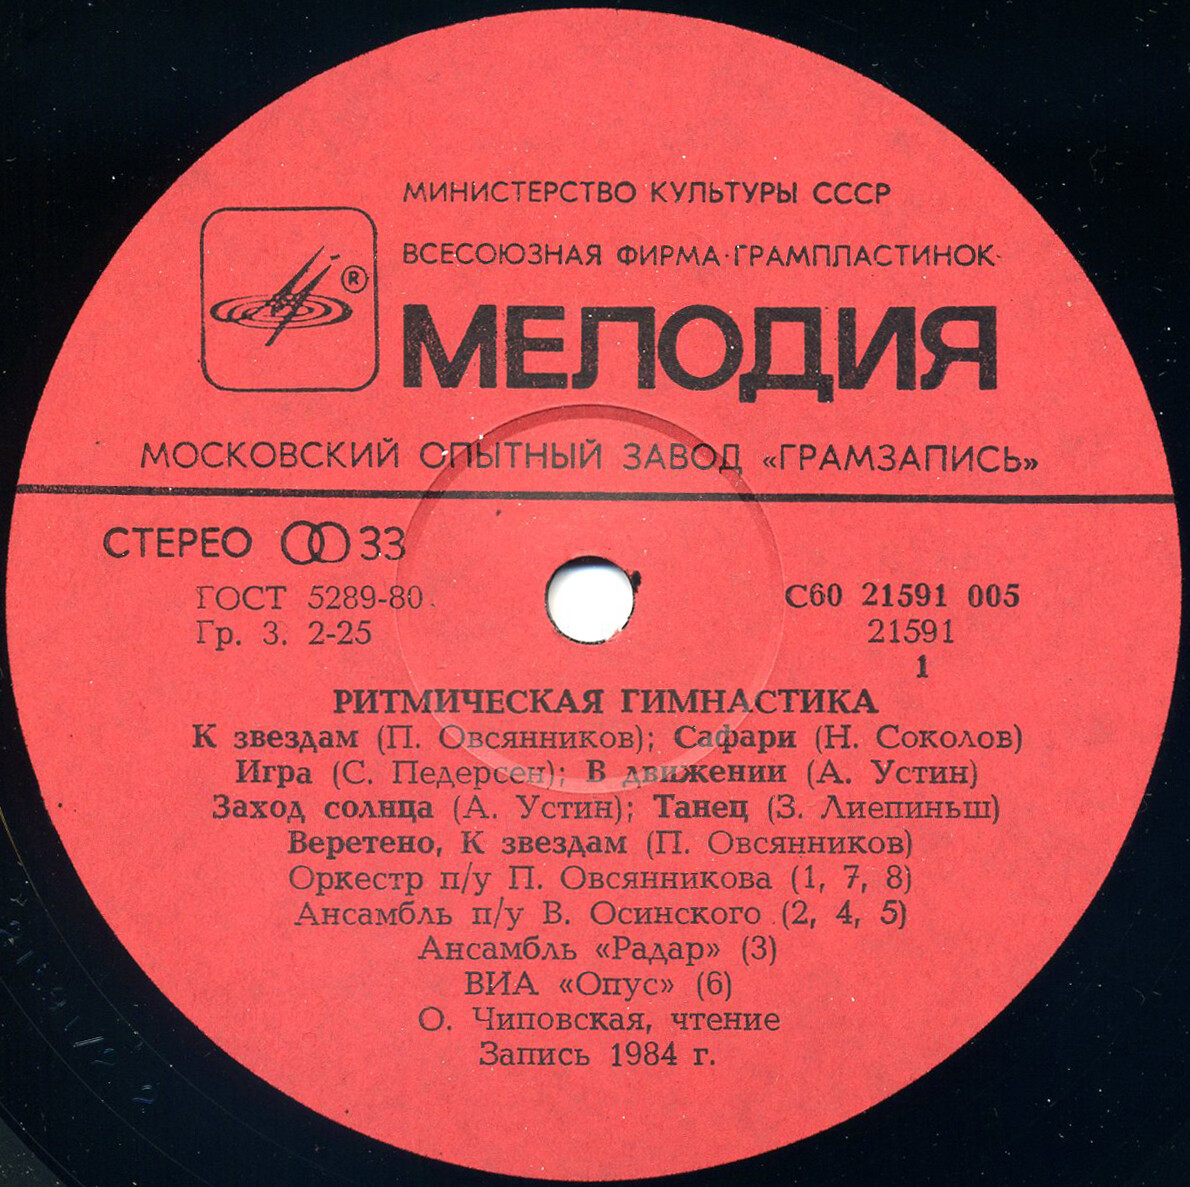 МИНИСТЕРСТВО КУЛЬТУРЫ СССР
ВСЕСОЮЗНАЯ ФИРМА·ГРАМПЛАСТИНОК·
®
МЕЛОДИЯ
МОСКОВСКИЙ ОПЫТНЫЙ ЗАВОД «ГРАМЗАПИСЬ»
СТЕРЕО 33
ГОСТ 5289-80
Гр. 3. 2-25
С60 21591 005
21591
1
РИТМИЧЕСКАЯ ГИМНАСТИКА
К звездам (П. Овсянников); Сафари (Н. Соколов)
Игра (С. Педерсен); В движении (А. Устин)
Заход солнца (А. Устин); Танец (З. Лиепиньш)
Веретено, К звездам (П. Овсянников)
Оркестр п/у П. Овсянникова (1, 7, 8)
Ансамбль п/у В. Осинского (2, 4, 5)
Ансамбль «Радар» (3)
ВИА «Опус» (6)
О. Чиповская, чтение
Запись 1984 г.